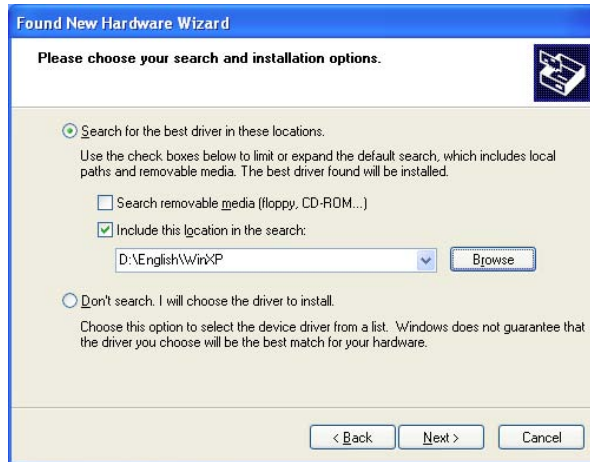 Found New Hardware Wizard
Please choose your search and installation options.
Search for the best driver in these locations.
Use the check boxes below to limit or expand the default search, which includes local
paths and removable media. The best driver found will be installed.
Search removable media (floppy, CD-ROM...)
Include this location in the search:
D:\English\WinXP
Browse
Don't search. I will choose the driver to install.
Choose this option to select the device driver from a list. Windows does not guarantee that
the driver you choose will be the best match for your hardware.
< Back
Next >
Cancel